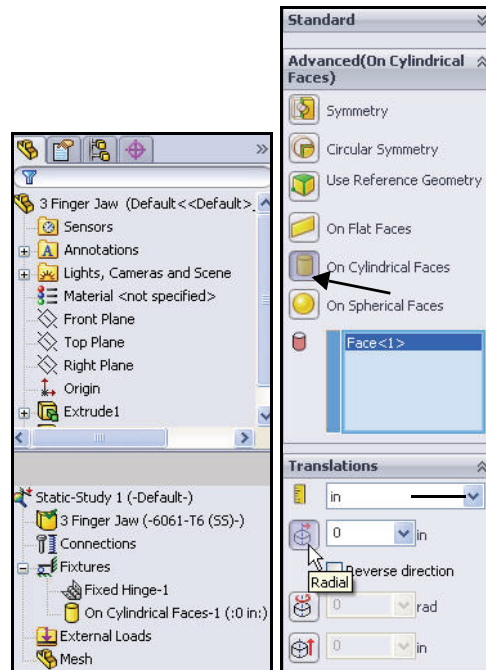 3 Finger Jaw (Default<<Default>_
Sensors
A Annotations
Lights, Cameras and Scene
Material <not specified>
Front Plane
Top Plane
Right Plane
Origin
Extrude1
Static-Study 1 (-Default-)
3 Finger Jaw (-6061-T6 (SS)-)
Connections
Fixtures
Fixed Hinge-1
On Cylindrical Faces-1 (:0 in:)
External Loads
Mesh
Standard
Advanced(On Cylindrical
Faces)
Symmetry
Circular Symmetry
Use Reference Geometry
On Flat Faces
On Cylindrical Faces
On Spherical Faces
Face<1>
Translations
in
0 in
Reverse direction
Radial
0 rad
0 in